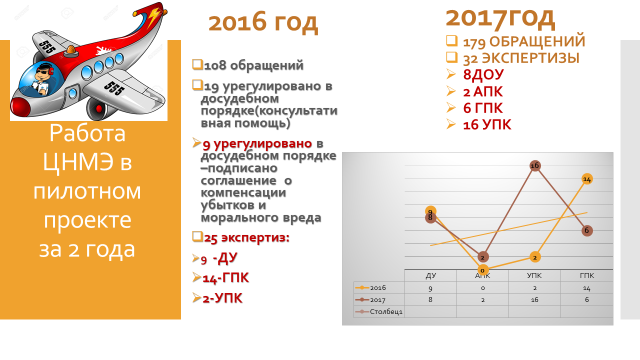 555
555
Работа
ЦНМЭ в
пилотном
проекте
за 2 года
2016 год
108 обращений
19 урегулировано в
досудебном
порядке(консультати
вная помощь)
9 урегулировано в
досудебном порядке
–подписано
соглашение о
компенсации
убытков и
морального вреда
25 экспертиз:
9 -ДУ
14-ГПК
2-УПК
2017год
179 ОБРАЩЕНИЙ
32 ЭКСПЕРТИЗЫ
8ДОУ
2 АПК
6 ГПК
16 УПК
16
14
9
8
6
2
2
0
ДУ АПК УПК ГПК
2016 9 0 2 14
2017 8 2 16 6
Столбец1